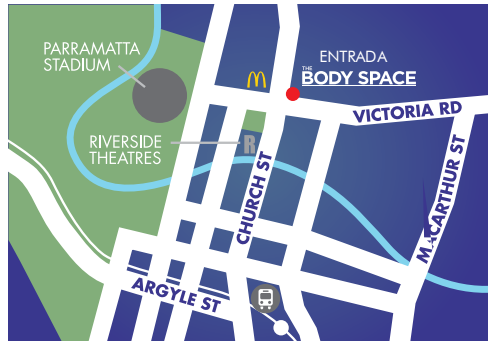 PARRAMATTA
STADIUM
ENTRADA
THE
BODY SPACE
VICTORIA RD
RIVERSIDE
THEATRES
R
CHURCH ST
MACARTHUR ST
ARGYLE ST